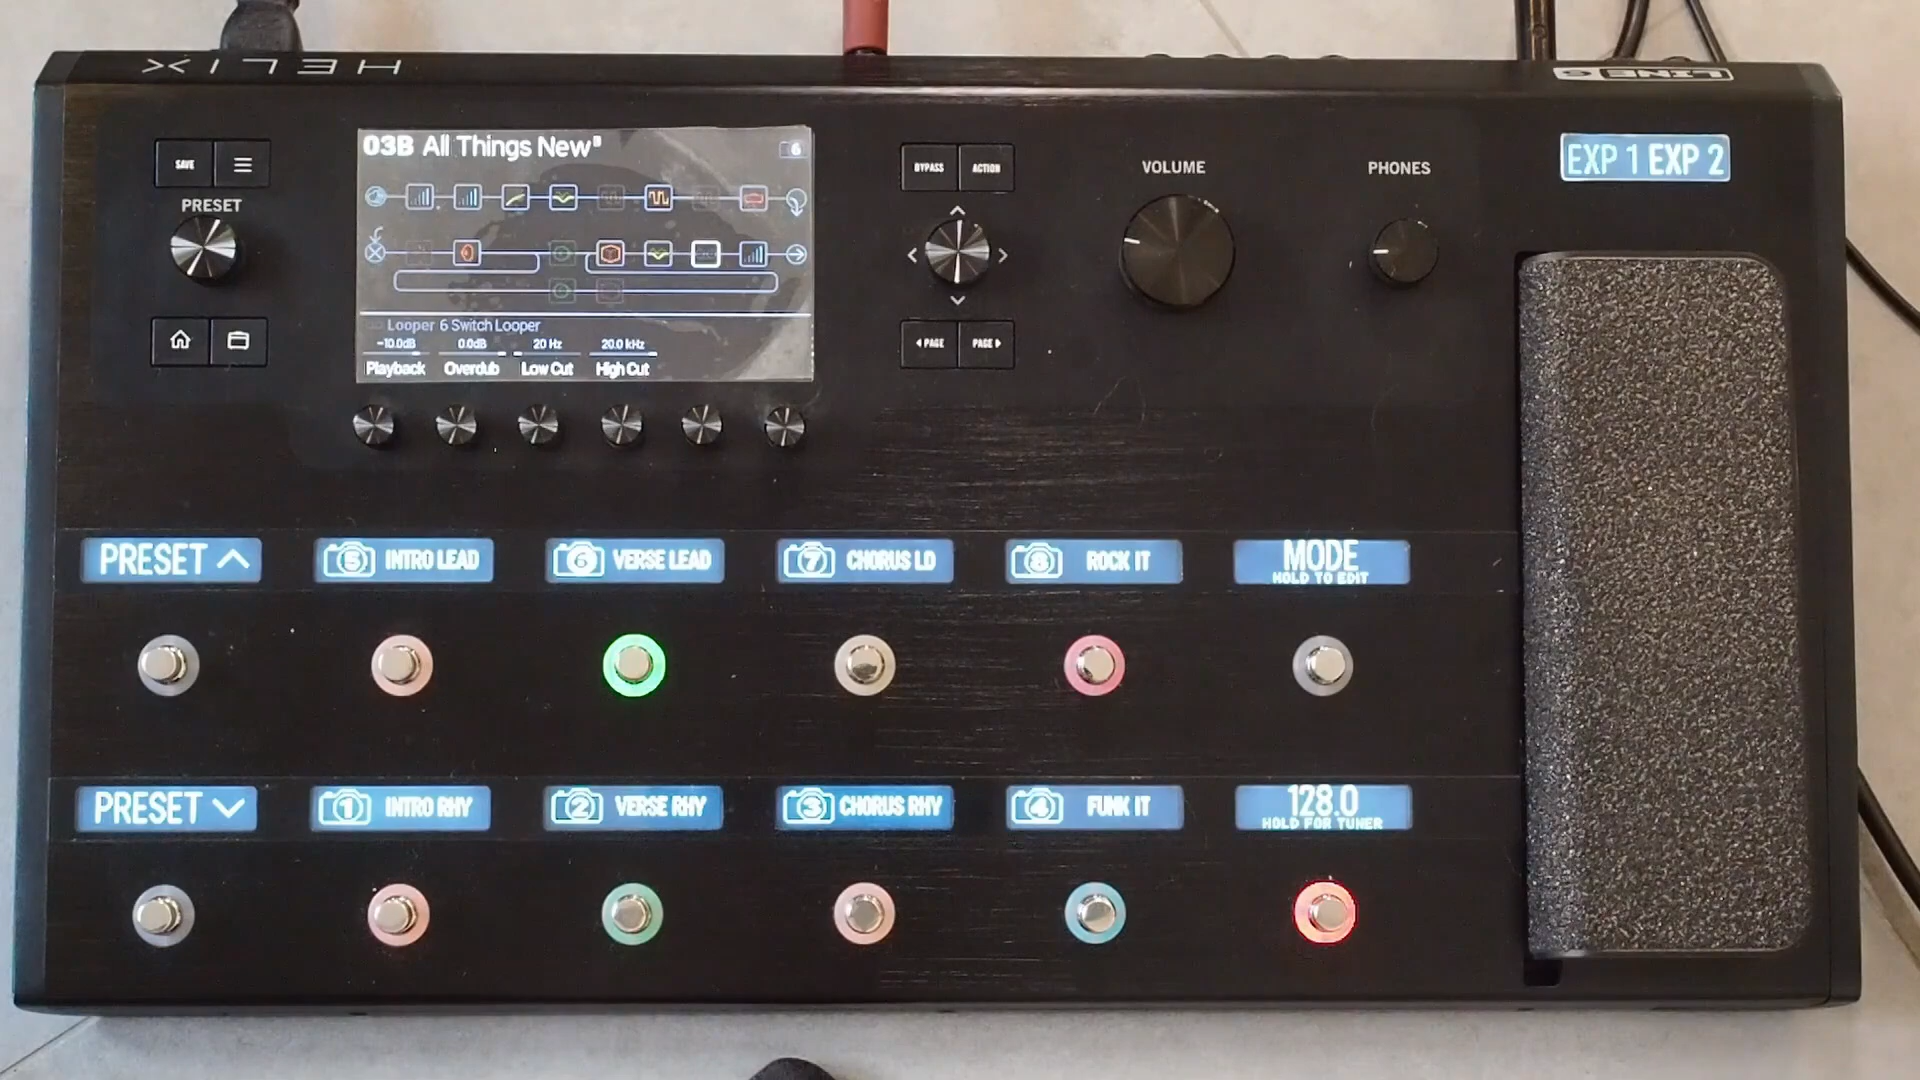 HELIX
LINE 6
SAVE
PRESET
03B All Things New
6
Looper 6 Switch Looper
-10.0dB 0.0dB 20 Hz 20.0 kHz
Playback Overdub Low Cut High Cut
BYPASS ACTION
PAGE PAGE
VOLUME
PHONES
EXP 1 EXP 2
PRESET
5 INTRO LEAD
6 VERSE LEAD
7 CHORUS LD
8 ROCK IT
MODE
HOLD TO EDIT
PRESET
1 INTRO RHY
2 VERSE RHY
3 CHORUS RHY
4 FUNK IT
128.0
HOLD FOR TUNER